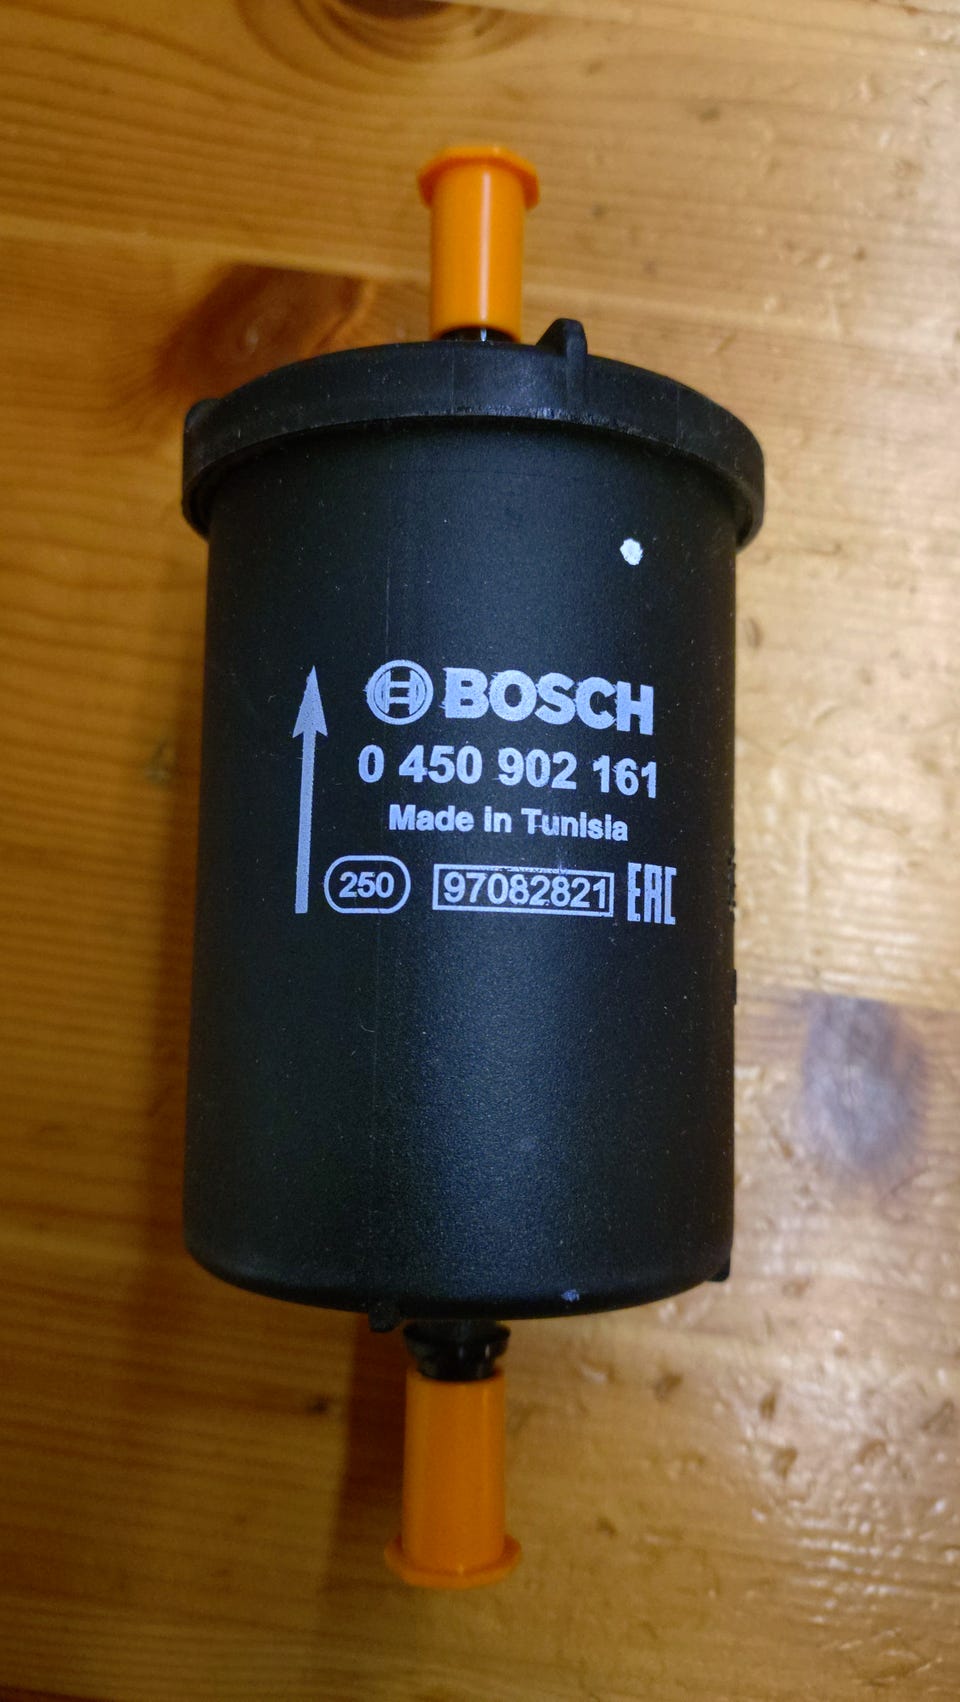 BOSCH
0 450 902 161
Made in Tunisia
250 97082821 EAC